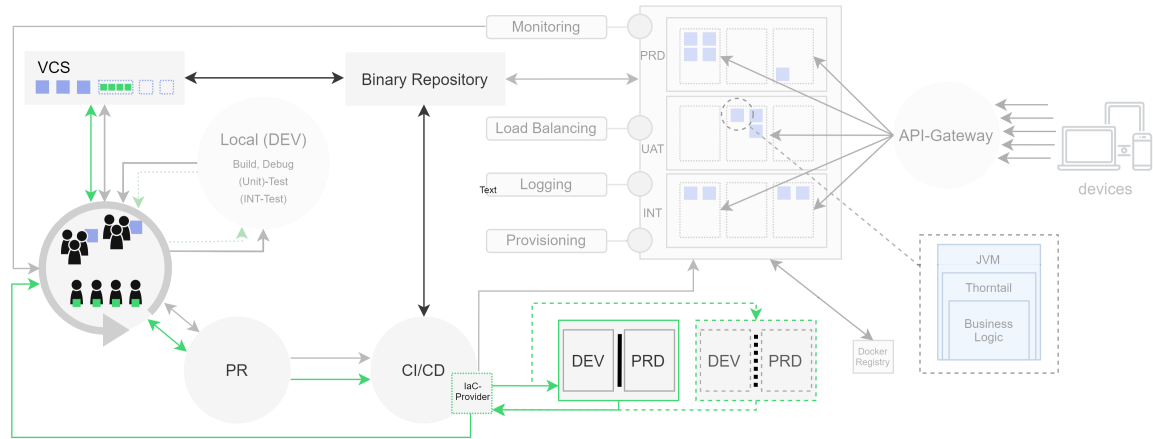 Monitoring
PRD
VCS
Binary Repository
Load Balancing
UAT
API-Gateway
Local (DEV)
Build, Debug
(Unit)-Test
(INT-Test)
Text
Logging
INT
Provisioning
devices
JVM
Thorntail
Business
Logic
PR
CI/CD
IaC-
Provider
DEV
PRD
DEV
PRD
Docker
Registry